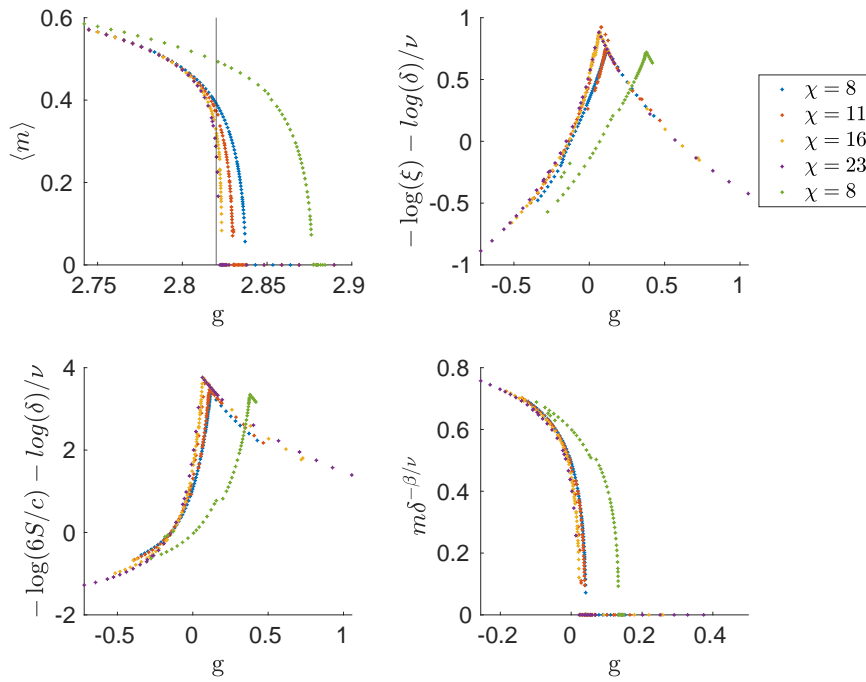 0.6
0.4
0.2
0
2.75 2.8 2.85 2.9
g
⟨m⟩
1
0.5
0
-0.5
-1
-0.5 0 0.5 1
g
− log(ξ) − log(δ)/ν
χ = 8
χ = 11
χ = 16
χ = 23
χ = 8
4
2
0
-2
-0.5 0 0.5 1
g
− log(6S/c) − log(δ)/ν
0.8
0.6
0.4
0.2
0
-0.2 0 0.2 0.4
g
mδ^{−β/ν}